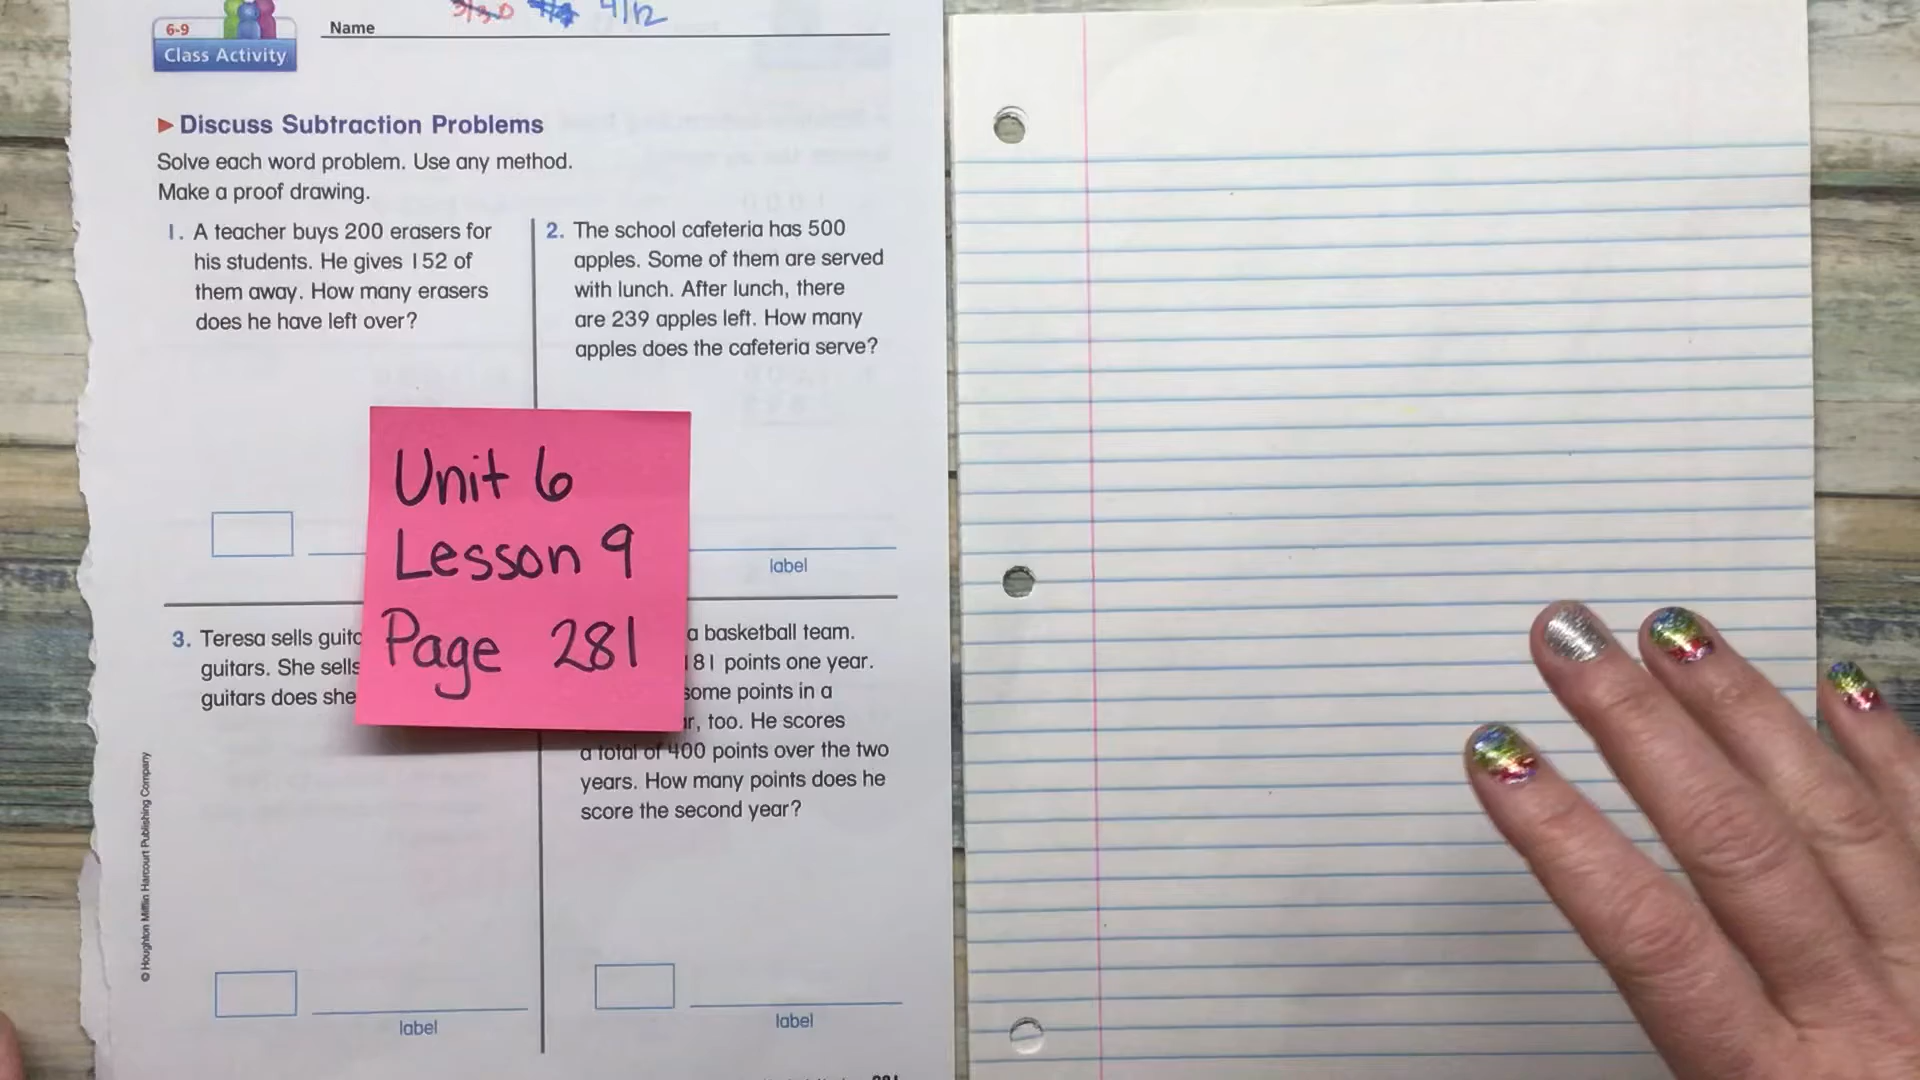 6-9
Class Activity
Name
3/30 4/12
Discuss Subtraction Problems
Solve each word problem. Use any method.
Make a proof drawing.
1. A teacher buys 200 erasers for
his students. He gives 152 of
them away. How many erasers
does he have left over?
2. The school cafeteria has 500
apples. Some of them are served
with lunch. After lunch, there
are 239 apples left. How many
apples does the cafeteria serve?
label
Unit 6
Lesson 9
Page 281
3. Teresa sells
guitars. She sells
guitars does she
a basketball team.
181 points one year.
some points in a
too. He scores
a total of 400 points over the two
years. How many points does he
score the second year?
label
label
© Houghton Mifflin Harcourt Publishing Company